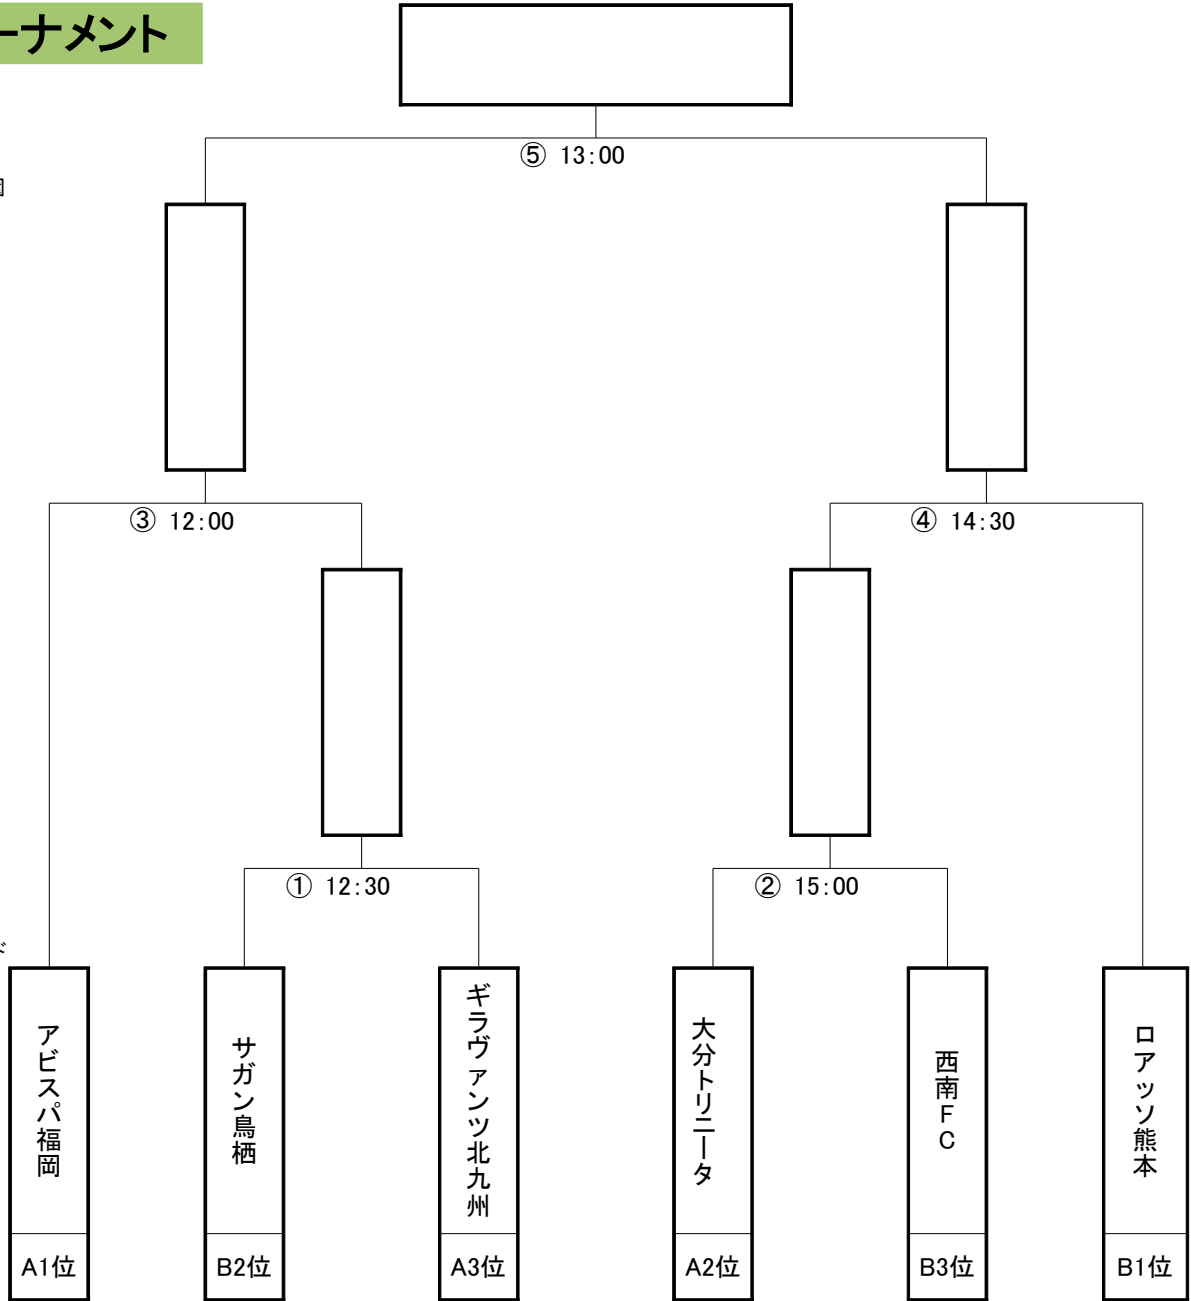 ーナメント
⑤ 13:00
③ 12:00
④ 14:30
① 12:30
② 15:00
ド
アビスパ福岡
サガン鳥栖
ギラヴァンツ北九州
大分トリニータ
西南FC
ロアッソ熊本
A1位
B2位
A3位
A2位
B3位
B1位